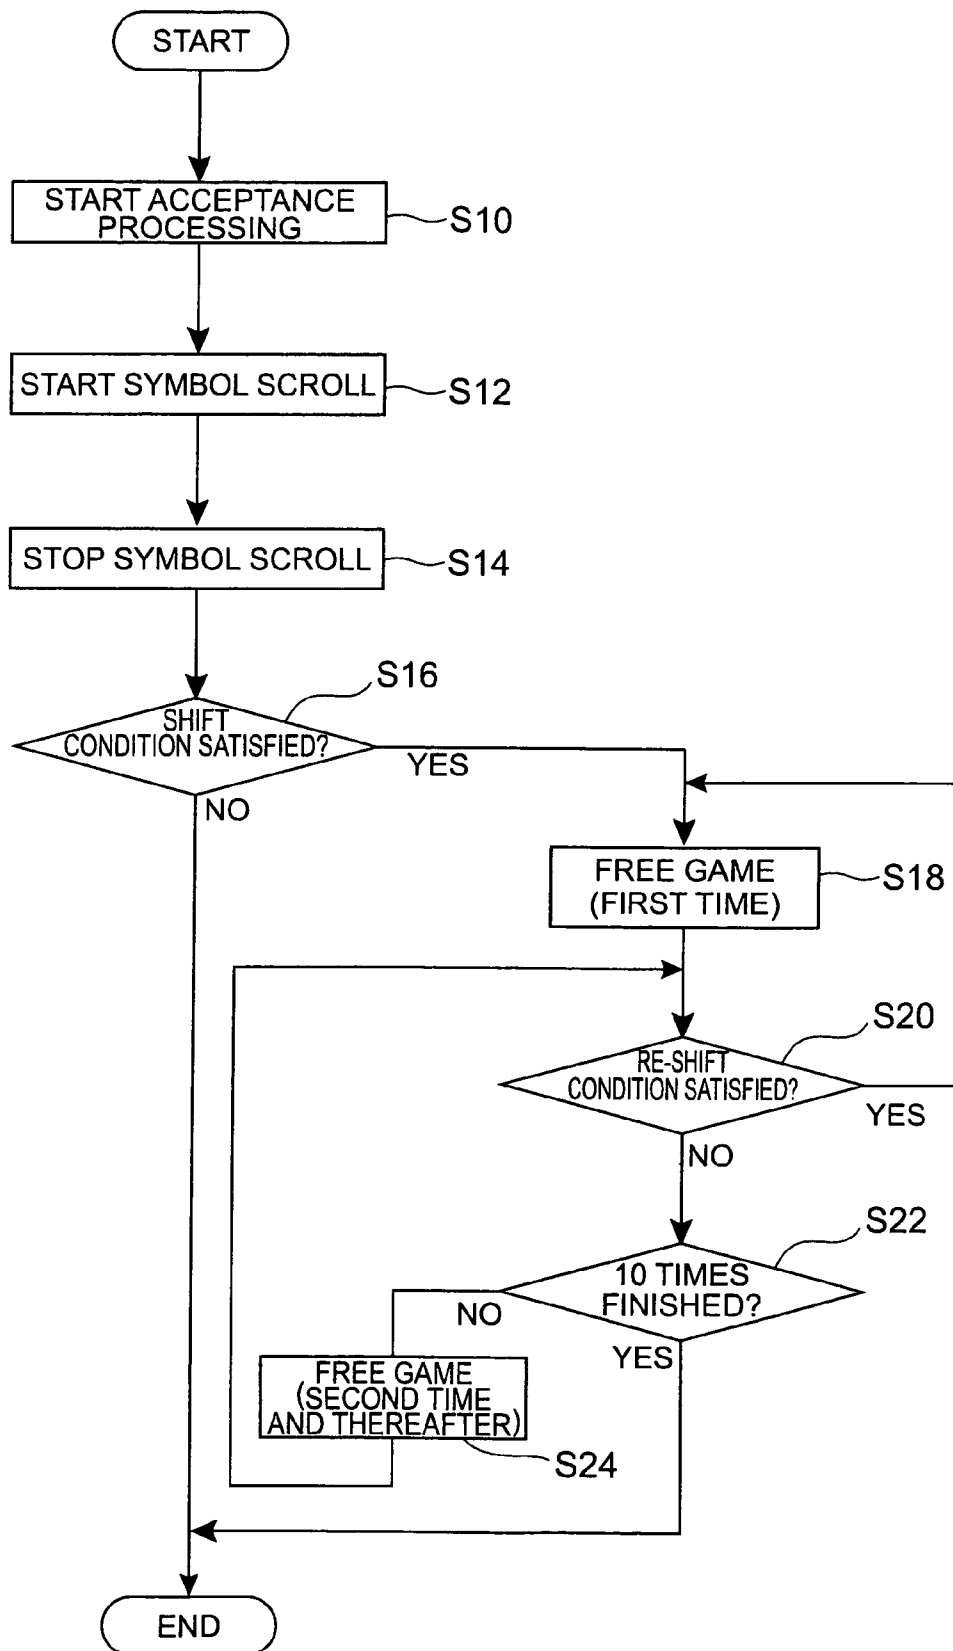 START
START ACCEPTANCE
PROCESSING
S10
START SYMBOL SCROLL
S12
STOP SYMBOL SCROLL
S14
S16
SHIFT
CONDITION SATISFIED?
YES
NO
FREE GAME
(FIRST TIME)
S18
S20
RE-SHIFT
CONDITION SATISFIED?
YES
NO
S22
10 TIMES
FINISHED?
NO
YES
FREE GAME
(SECOND TIME
AND THEREAFTER)
S24
END